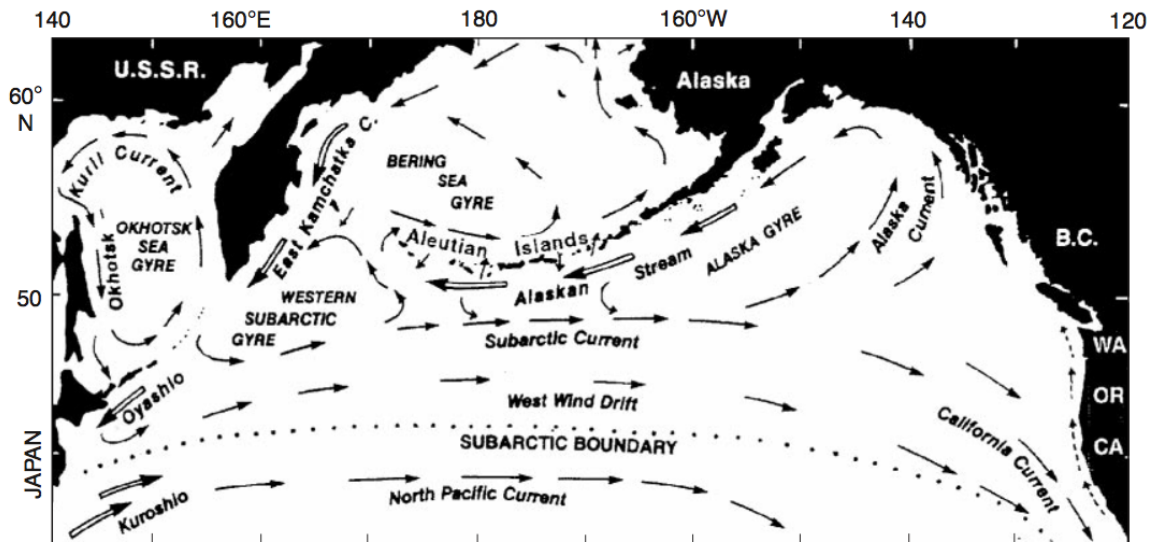 140 160°E 180 160°W 140 120
60°
N
50
JAPAN
U.S.S.R.
Alaska
B.C.
WA
OR
CA
Kuril Current
OKHOTSK
SEA
GYRE
Okhotsk
East Kamchatka C.
BERING
SEA
GYRE
Aleutian Islands
Alaskan Stream
ALASKA GYRE
Alaska
Current
WESTERN
SUBARCTIC
GYRE
Subarctic Current
Oyashio
West Wind Drift
California Current
SUBARCTIC BOUNDARY
North Pacific Current
Kuroshio